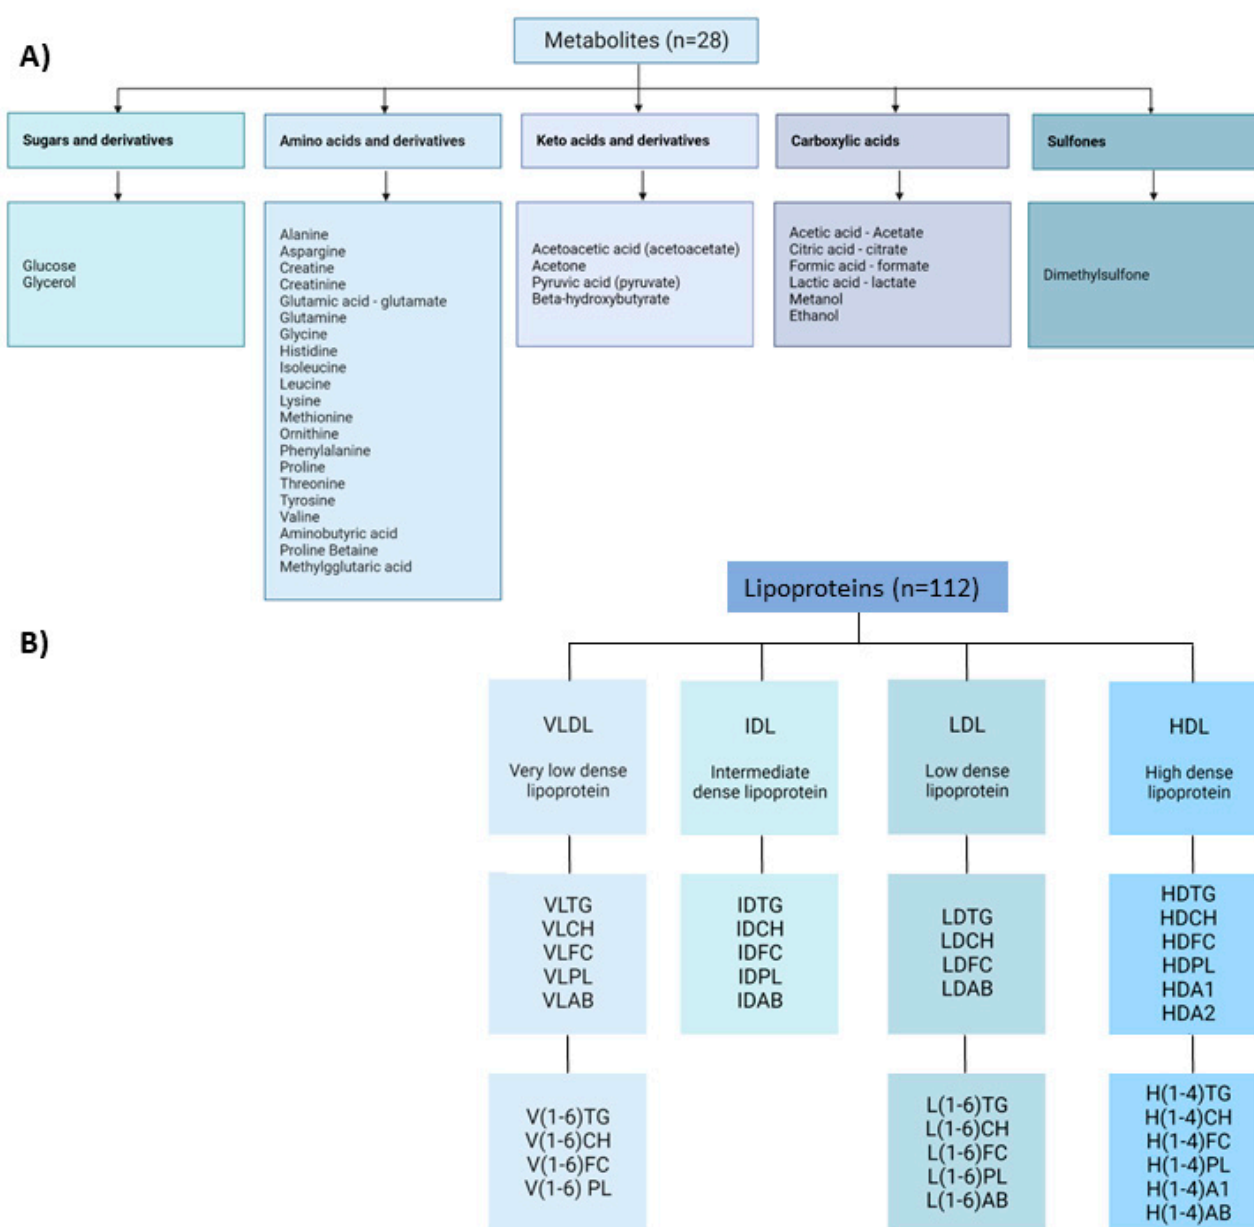 A)
Metabolites (n=28)
Sugars and derivatives
Amino acids and derivatives
Keto acids and derivatives
Carboxylic acids
Sulfones
Glucose
Glycerol
Alanine
Aspargine
Creatine
Creatinine
Glutamic acid - glutamate
Glutamine
Glycine
Histidine
Isoleucine
Leucine
Lysine
Methionine
Ornithine
Phenylalanine
Proline
Threonine
Tyrosine
Valine
Aminobutyric acid
Proline Betaine
Methylgglutaric acid
Acetoacetic acid (acetoacetate)
Acetone
Pyruvic acid (pyruvate)
Beta-hydroxybutyrate
Acetic acid - Acetate
Citric acid - citrate
Formic acid - formate
Lactic acid - lactate
Metanol
Ethanol
Dimethylsulfone
B)
Lipoproteins (n=112)
VLDL
Very low dense
lipoprotein
IDL
Intermediate
dense lipoprotein
LDL
Low dense
lipoprotein
HDL
High dense
lipoprotein
VLTG
VLCH
VLFC
VLPL
VLAB
IDTG
IDCH
IDFC
IDPL
IDAB
LDTG
LDCH
LDFC
LDAB
HDTG
HDCH
HDFC
HDPL
HDA1
HDA2
V(1-6)TG
V(1-6)CH
V(1-6)FC
V(1-6) PL
L(1-6)TG
L(1-6)CH
L(1-6)FC
L(1-6)PL
L(1-6)AB
H(1-4)TG
H(1-4)CH
H(1-4)FC
H(1-4)PL
H(1-4)A1
H(1-4)AB